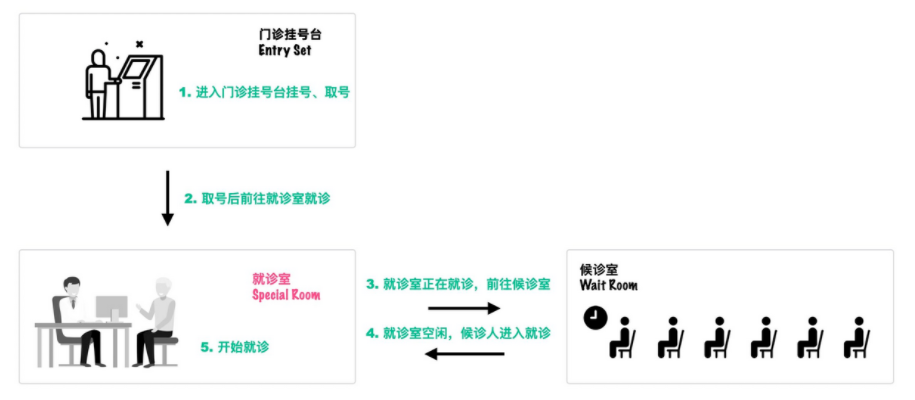 门诊挂号台
Entry Set
1. 进入门诊挂号台挂号、取号
2. 取号后前往就诊室就诊
就诊室
Special Room
3. 就诊室正在就诊，前往候诊室
4. 就诊室空闲，候诊人进入就诊
5. 开始就诊
候诊室
Wait Room